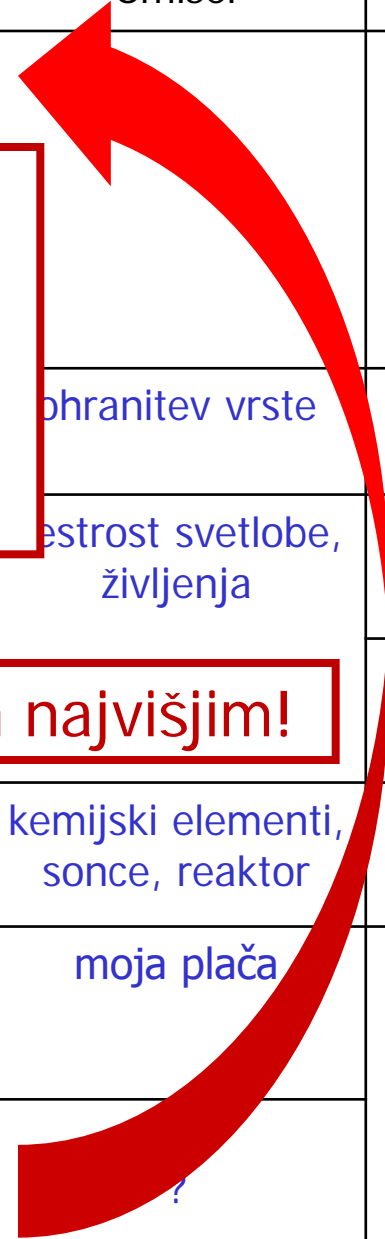 ohranitev vrste
estrost svetlobe,
življenja
najvišjim!
kemijski elementi,
sonce, reaktor
moja plača
?